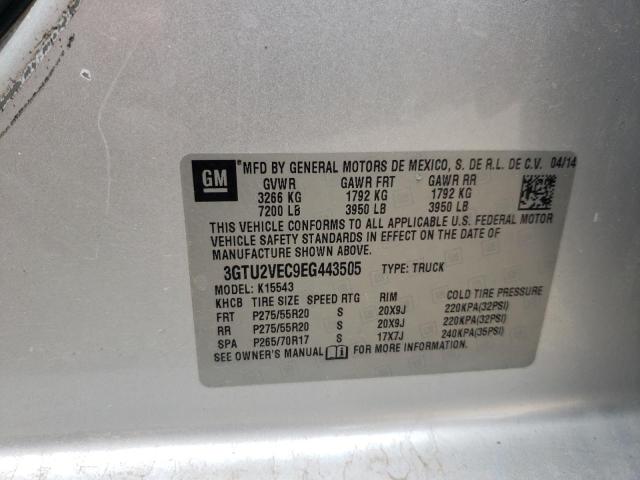 GM MFD BY GENERAL MOTORS DE MEXICO, S. DE R.L. DE C.V. 04/14
GVWR GAWR FRT GAWR RR
3266 KG 1792 KG 1792 KG
7200 LB 3950 LB 3950 LB
THIS VEHICLE CONFORMS TO ALL APPLICABLE U.S. FEDERAL MOTOR
VEHICLE SAFETY STANDARDS IN EFFECT ON THE DATE OF
MANUFACTURE SHOWN ABOVE.
3GTU2VEC9EG443505 TYPE: TRUCK
MODEL: K15543
KHCB TIRE SIZE SPEED RTG RIM COLD TIRE PRESSURE
FRT P275/55R20 S 20X9J 220KPA(32PSI)
RR P275/55R20 S 20X9J 220KPA(32PSI)
SPA P265/70R17 S 17X7J 240KPA(35PSI)
SEE OWNER'S MANUAL FOR MORE INFORMATION.